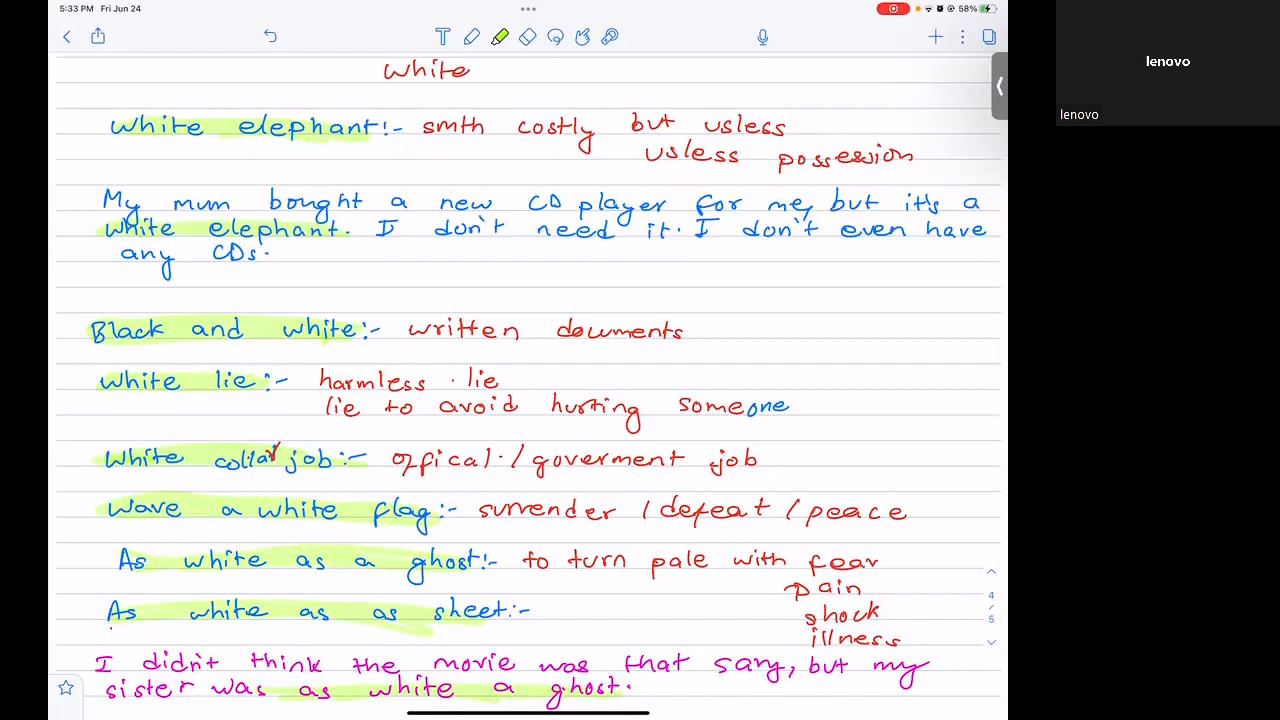 5:33 PM Fri Jun 24
58%
White
White elephant:- smth costly but usless
usless possession
My mum bought a new CD player for me, but it's a
white elephant. I don't need it. I don't even have
any CDs.
Black and white:- written documents
White lie:- harmless lie
lie to avoid hurting someone
White collar job:- offical / goverment job
Wave a white flag:- surrender / defeat / peace
As white as a ghost:- to turn pale with fear
pain
As white as as sheet:- shock
illness
I didn't think the movie was that sary, but my
sister was as white a ghost.
4
/
5
lenovo
lenovo